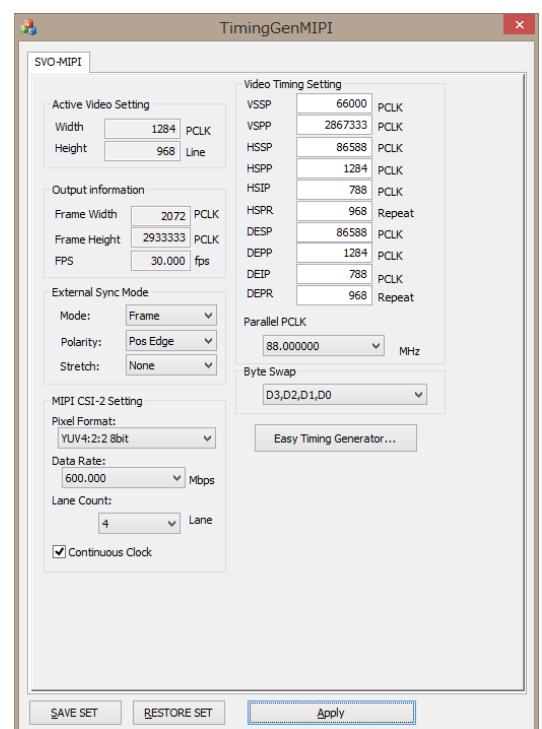 TimingGenMIPI
SVO-MIPI
Active Video Setting
Width 1284 PCLK
Height 968 Line
Output information
Frame Width 2072 PCLK
Frame Height 2933333 PCLK
FPS 30.000 fps
External Sync Mode
Mode: Frame
Polarity: Pos Edge
Stretch: None
MIPI CSI-2 Setting
Pixel Format:
YUV4:2:2 8bit
Data Rate:
600.000 Mbps
Lane Count:
4 Lane
Continuous Clock
Video Timing Setting
VSSP 66000 PCLK
VSPP 2867333 PCLK
HSSP 86588 PCLK
HSPP 1284 PCLK
HSIP 788 PCLK
HSPR 968 Repeat
DESP 86588 PCLK
DEPP 1284 PCLK
DEIP 788 PCLK
DEPR 968 Repeat
Parallel PCLK
88.000000 MHz
Byte Swap
D3,D2,D1,D0
Easy Timing Generator...
SAVE SET RESTORE SET Apply